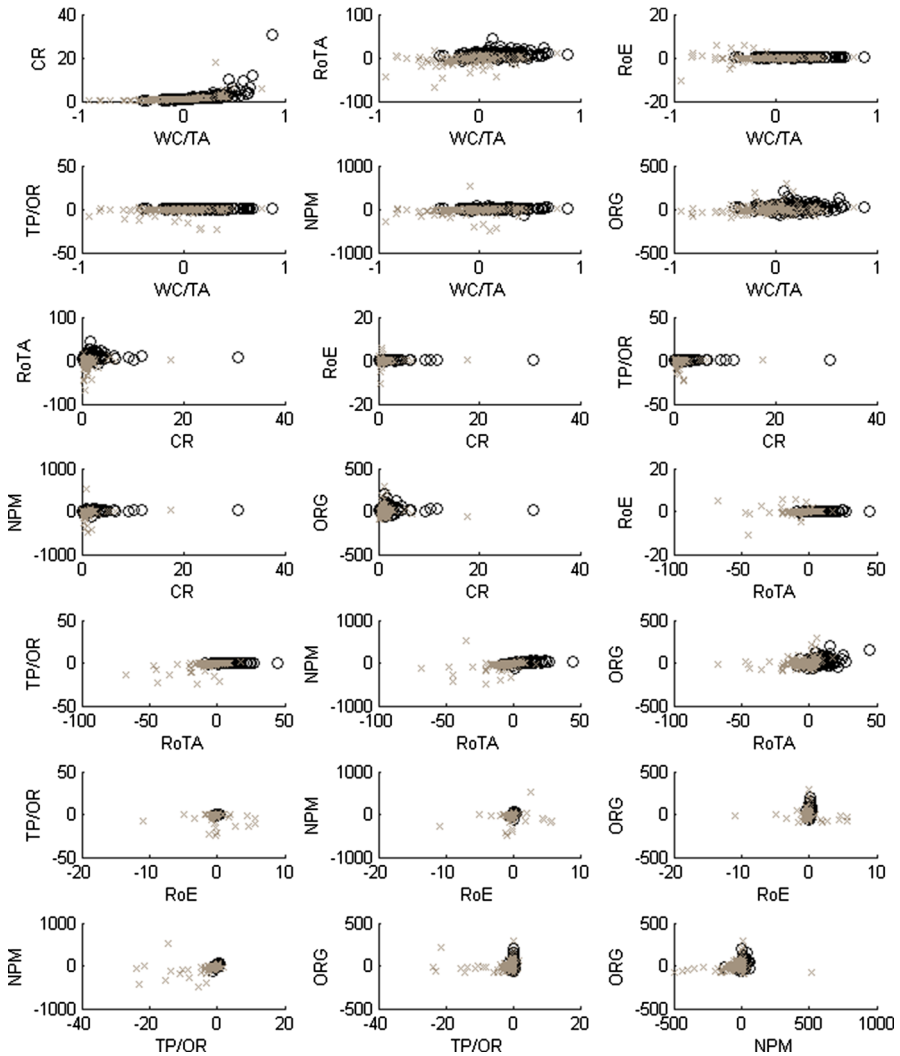 40 100 20
CR RoTA RoE
20 0 0
0 -100 -20
-1 0 1 -1 0 1 -1 0 1
WC/TA WC/TA WC/TA
50 1000 500
TP/OR NPM ORG
0 0 0
-50 -1000 -500
-1 0 1 -1 0 1 -1 0 1
WC/TA WC/TA WC/TA
100 20 50
RoTA RoE TP/OR
0 0 0
-100 -20 -50
0 20 40 0 20 40 0 20 40
CR CR CR
1000 500 20
NPM ORG RoE
0 0 0
-1000 -500 -20
0 20 40 0 20 40 -100 -50 0 50
CR CR RoTA
50 1000 500
TP/OR NPM ORG
0 0 0
-50 -1000 -500
-100 -50 0 50 -100 -50 0 50 -100 -50 0 50
RoTA RoTA RoTA
50 1000 500
TP/OR NPM ORG
0 0 0
-50 -1000 -500
-20 -10 0 10 -20 -10 0 10 -20 -10 0 10
RoE RoE RoE
1000 500 500
NPM ORG ORG
0 0 0
-1000 -500 -500
-40 -20 0 20 -40 -20 0 20 -500 0 500 1000
TP/OR TP/OR NPM